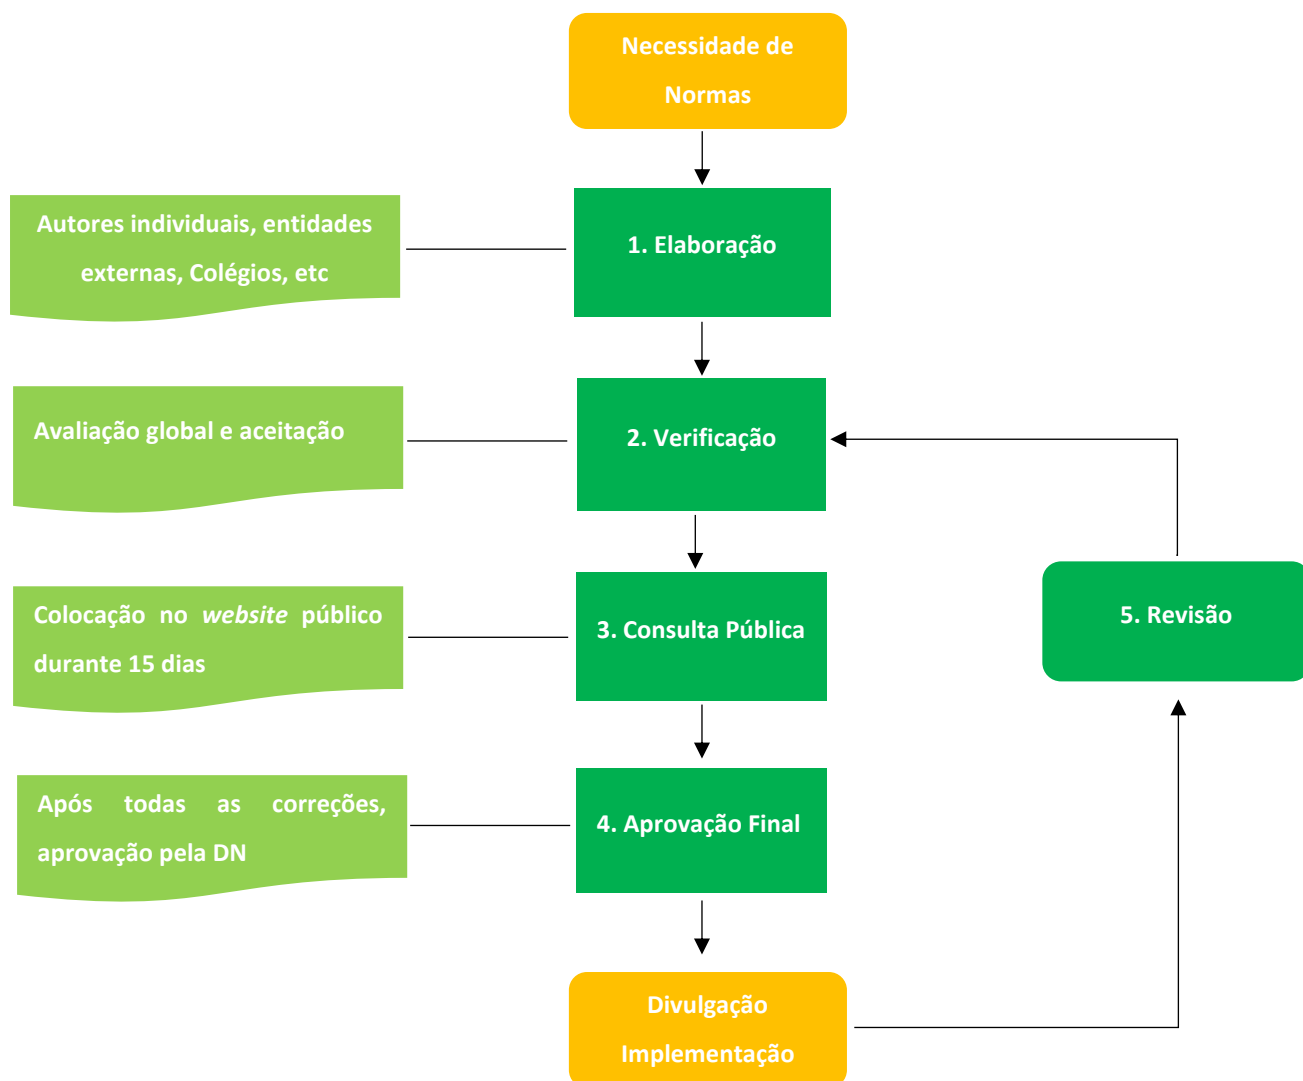 Necessidade de
Normas
Autores individuais, entidades
externas, Colégios, etc
1. Elaboração
Avaliação global e aceitação
2. Verificação
Colocação no website público
durante 15 dias
3. Consulta Pública
5. Revisão
Após todas as correções,
aprovação pela DN
4. Aprovação Final
Divulgação
Implementação